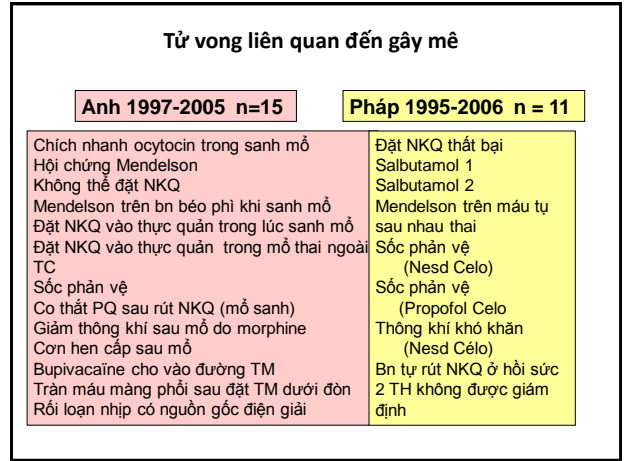 Tử vong liên quan đến gây mê
Anh 1997-2005 n=15
Chích nhanh ocytocin trong sanh mổ
Hội chứng Mendelson
Không thể đặt NKQ
Mendelson trên bn béo phì khi sanh mổ
Đặt NKQ vào thực quản trong lúc sanh mổ
Đặt NKQ vào thực quản trong mổ thai ngoài
TC
Sốc phản vệ
Co thắt PQ sau rút NKQ (mổ sanh)
Giảm thông khí sau mổ do morphine
Cơn hen cấp sau mổ
Bupivacaïne cho vào đường TM
Tràn máu màng phổi sau đặt TM dưới đòn
Rối loạn nhịp có nguồn gốc điện giải
Pháp 1995-2006 n = 11
Đặt NKQ thất bại
Salbutamol 1
Salbutamol 2
Mendelson trên máu tụ
sau nhau thai
Sốc phản vệ
(Nesd Celo)
Sốc phản vệ
(Propofol Celo
Thông khí khó khăn
(Nesd Célo)
Bn tự rút NKQ ở hồi sức
2 TH không được giám
định